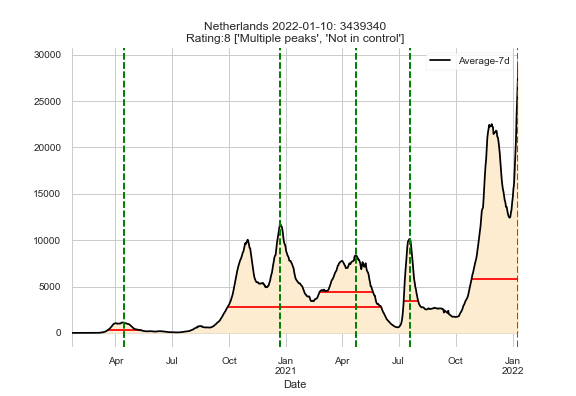 Netherlands 2022-01-10: 3439340
Rating:8 ['Multiple peaks', 'Not in control']
Average-7d
30000
25000
20000
15000
10000
5000
0
Apr Jul Oct Jan Apr Jul Oct Jan
2021 2022
Date